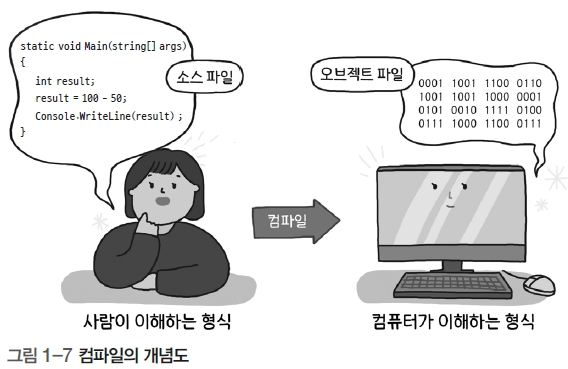 static void Main(string[] args)
{
int result;
result = 100 - 50;
Console.WriteLine(result) ;
}
소스 파일
오브젝트 파일
0001 1001 1100 0110
1001 1001 1000 0001
0101 0010 1111 0100
0111 1000 1100 0111
컴파일
사람이 이해하는 형식
컴퓨터가 이해하는 형식
그림 1-7 컴파일의 개념도